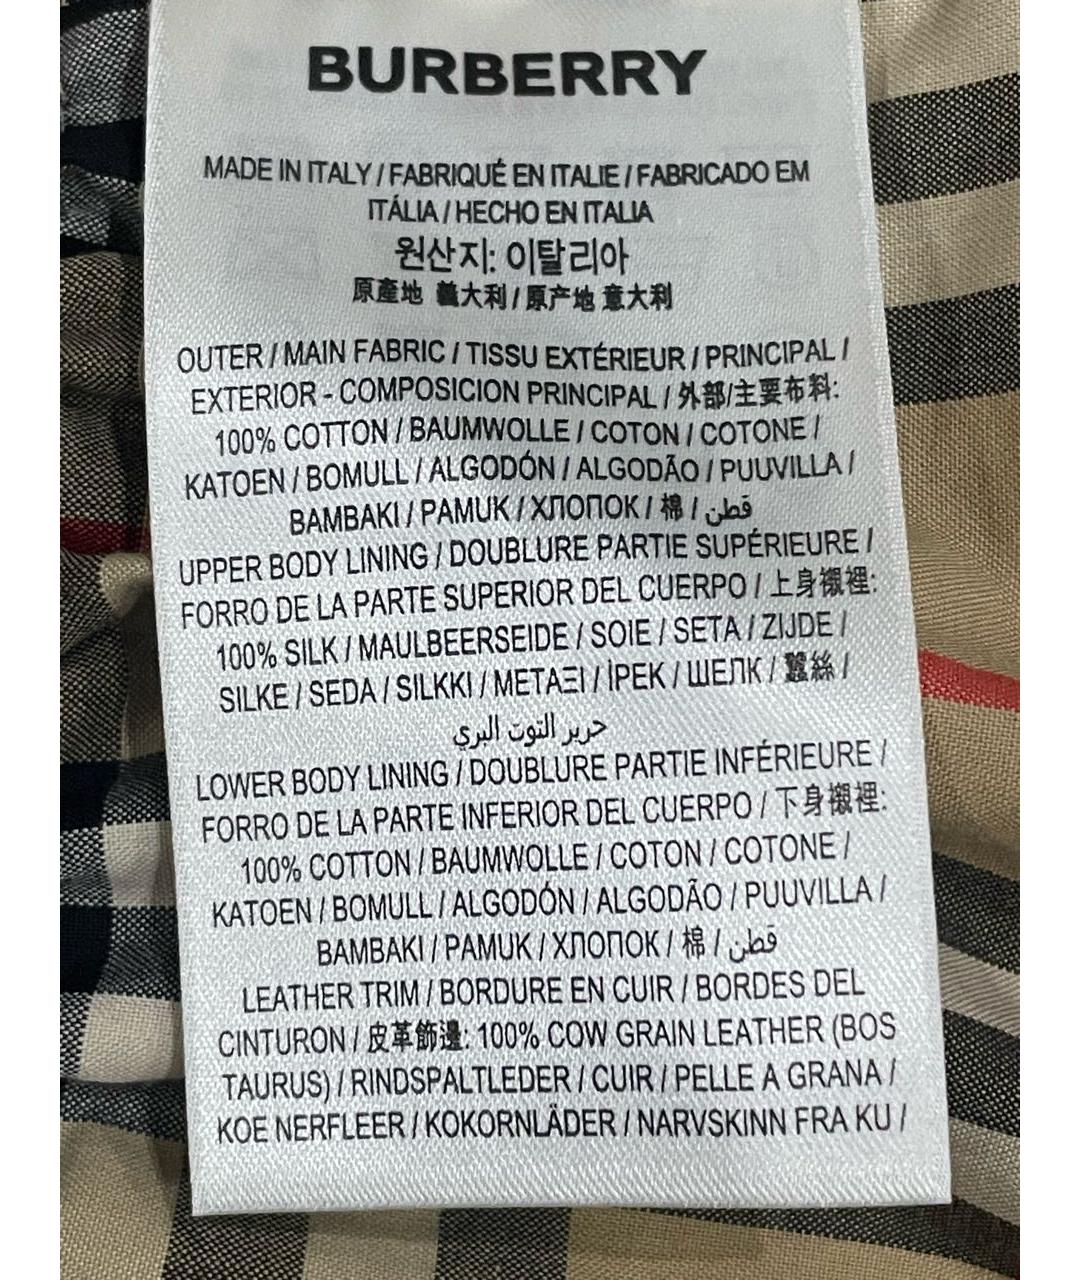 BURBERRY
MADE IN ITALY / FABRIQUÉ EN ITALIE / FABRICADO EM
ITÁLIA / HECHO EN ITALIA
원산지: 이탈리아
原產地 義大利 / 原产地 意大利
OUTER / MAIN FABRIC / TISSU EXTÉRIEUR / PRINCIPAL /
EXTERIOR - COMPOSICION PRINCIPAL / 外部/主要布料:
100% COTTON / BAUMWOLLE / COTON / COTONE /
KATOEN / BOMULL / ALGODÓN / ALGODÃO / PUUVILLA /
BAMBAKI / PAMUK / ХЛОПОК / 棉 / قطن
UPPER BODY LINING / DOUBLURE PARTIE SUPÉRIEURE /
FORRO DE LA PARTE SUPERIOR DEL CUERPO / 上身襯裡:
100% SILK / MAULBEERSEIDE / SOIE / SETA / ZIJDE /
SILKE / SEDA / SILKKI / ΜΕΤΑΞΙ / İPEK / ШЕЛК / 蠶絲 /
حرير التوت البري
LOWER BODY LINING / DOUBLURE PARTIE INFÉRIEURE /
FORRO DE LA PARTE INFERIOR DEL CUERPO / 下身襯裡:
100% COTTON / BAUMWOLLE / COTON / COTONE /
KATOEN / BOMULL / ALGODÓN / ALGODÃO / PUUVILLA /
BAMBAKI / PAMUK / ХЛОПОК / 棉 / قطن
LEATHER TRIM / BORDURE EN CUIR / BORDES DEL
CINTURON / 皮革飾邊: 100% COW GRAIN LEATHER (BOS
TAURUS) / RINDSPALTLEDER / CUIR / PELLE A GRANA /
KOE NERFLEER / KOKORNLÄDER / NARVSKINN FRA KU /